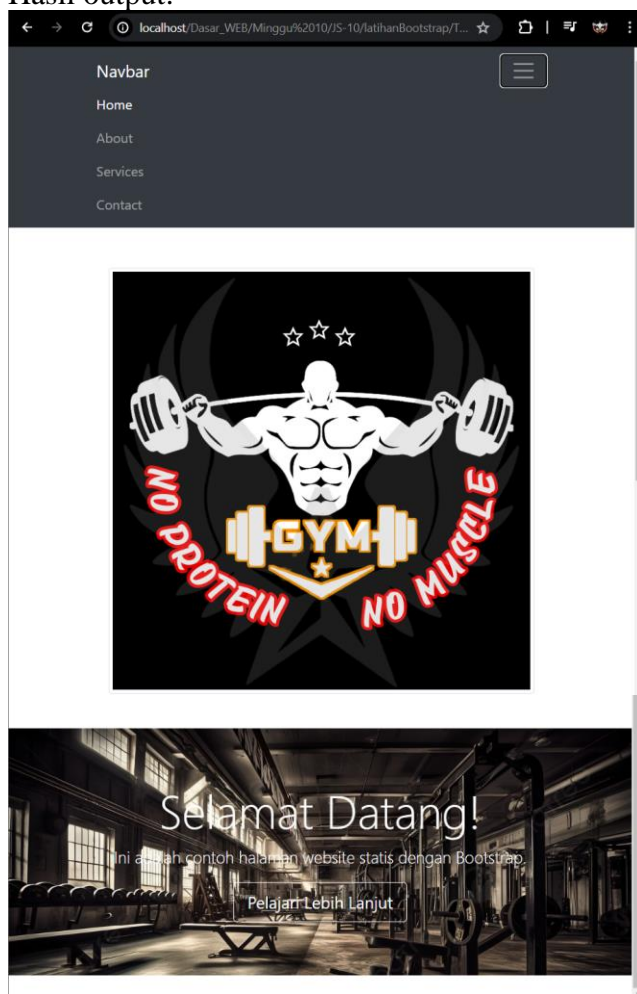 Hasil output:
localhost/Dasar_WEB/Minggu%2010/JS-10/latihanBootstrap/T...
Navbar
Home
About
Services
Contact
NO PROTEIN
GYM
NO MUSCLE
Selamat Datang!
Ini adalah contoh halaman website statis dengan Bootstrap.
Pelajari Lebih Lanjut